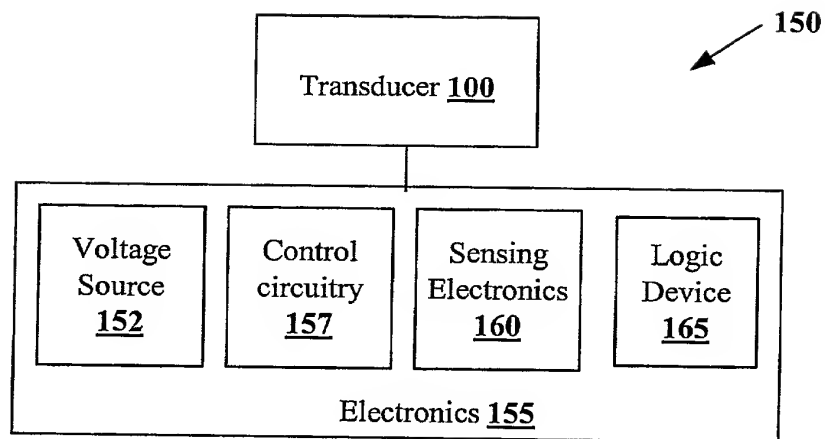 150
Transducer 100
Voltage
Source
152
Control
circuitry
157
Sensing
Electronics
160
Logic
Device
165
Electronics 155